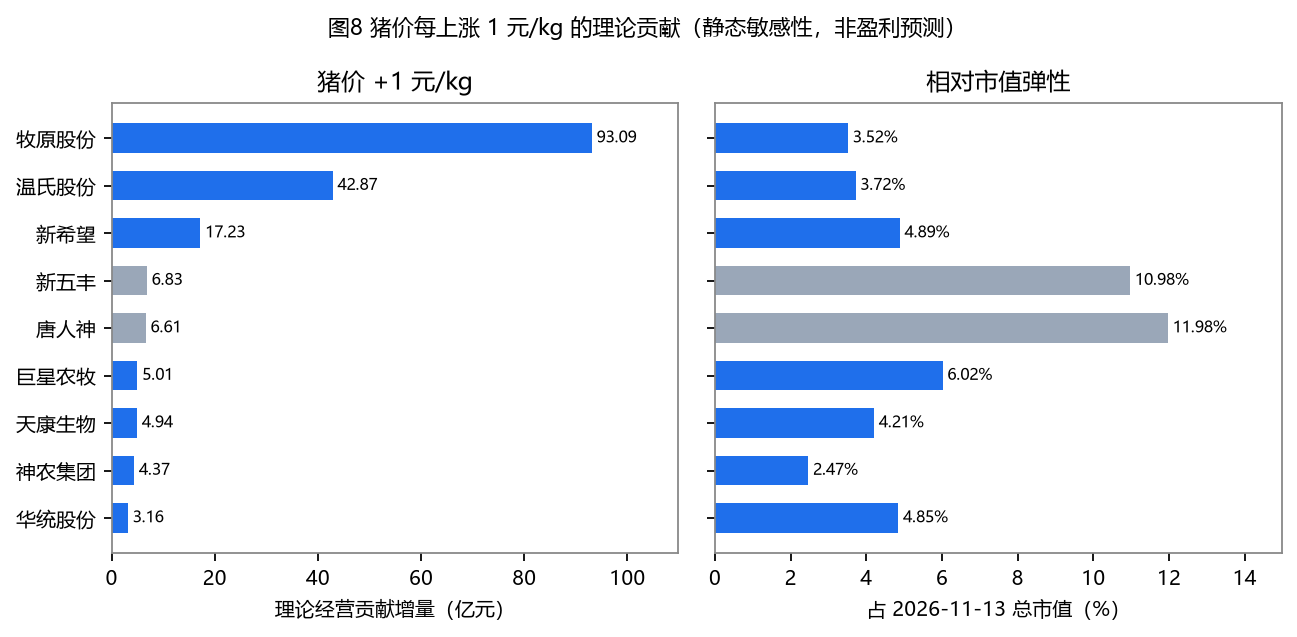 图8 猪价每上涨 1 元/kg 的理论贡献（静态敏感性，非盈利预测）
猪价 +1 元/kg
牧原股份 93.09
温氏股份 42.87
新希望 17.23
新五丰 6.83
唐人神 6.61
巨星农牧 5.01
天康生物 4.94
神农集团 4.37
华统股份 3.16
0 20 40 60 80 100
理论经营贡献增量（亿元）
相对市值弹性
3.52%
3.72%
4.89%
10.98%
11.98%
6.02%
4.21%
2.47%
4.85%
0 2 4 6 8 10 12 14
占 2026-11-13 总市值（%）